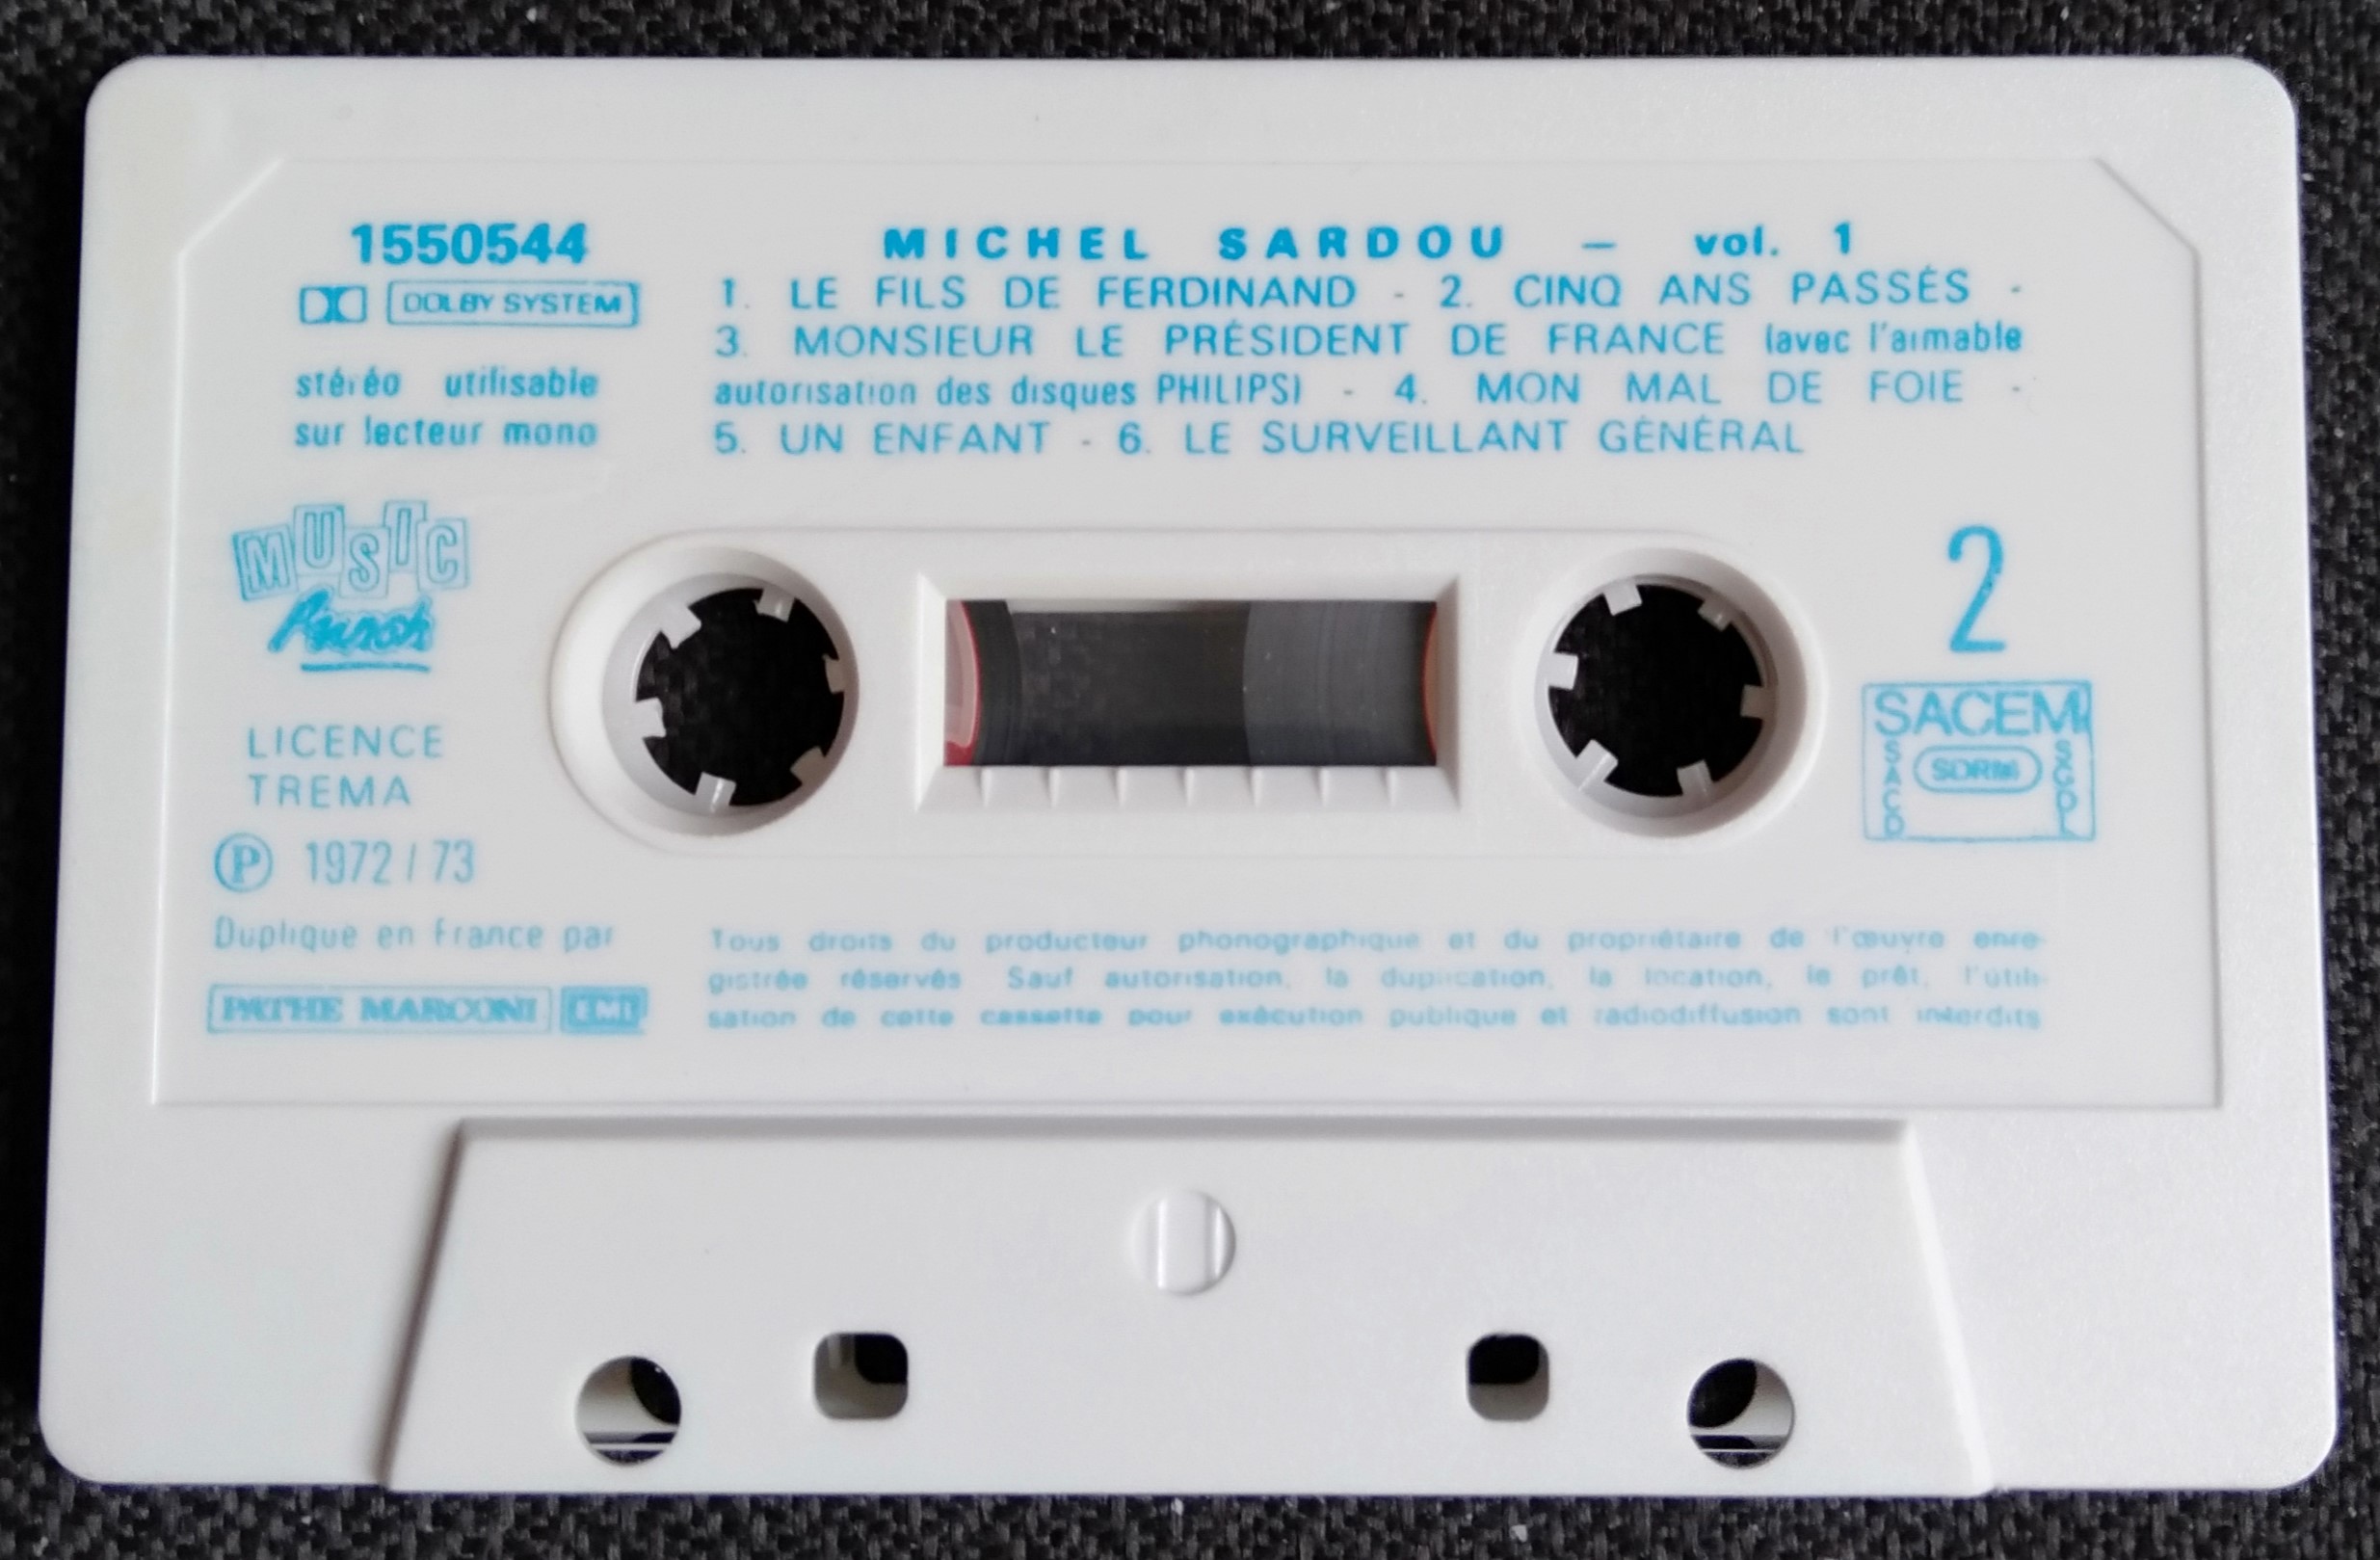 1550544
DOLBY SYSTEM
stéréo utilisable
sur lecteur mono
MICHEL SARDOU — vol. 1
1. LE FILS DE FERDINAND - 2. CINQ ANS PASSÉS -
3. MONSIEUR LE PRÉSIDENT DE FRANCE (avec l'aimable
autorisation des disques PHILIPS) - 4. MON MAL DE FOIE -
5. UN ENFANT - 6. LE SURVEILLANT GÉNÉRAL
MUSIC
LICENCE
TREMA
Ⓟ 1972/73
Duplique en France par
PATHE MARCONI EMI
2
SACEM
SACD SDRM SGDL
Tous droits du producteur phonographique et du propriétaire de l'œuvre enre-
gistrée réservés Sauf autorisation, la duplication, la location, le prêt, l'utili-
sation de cette cassette pour exécution publique et radiodiffusion sont interdits